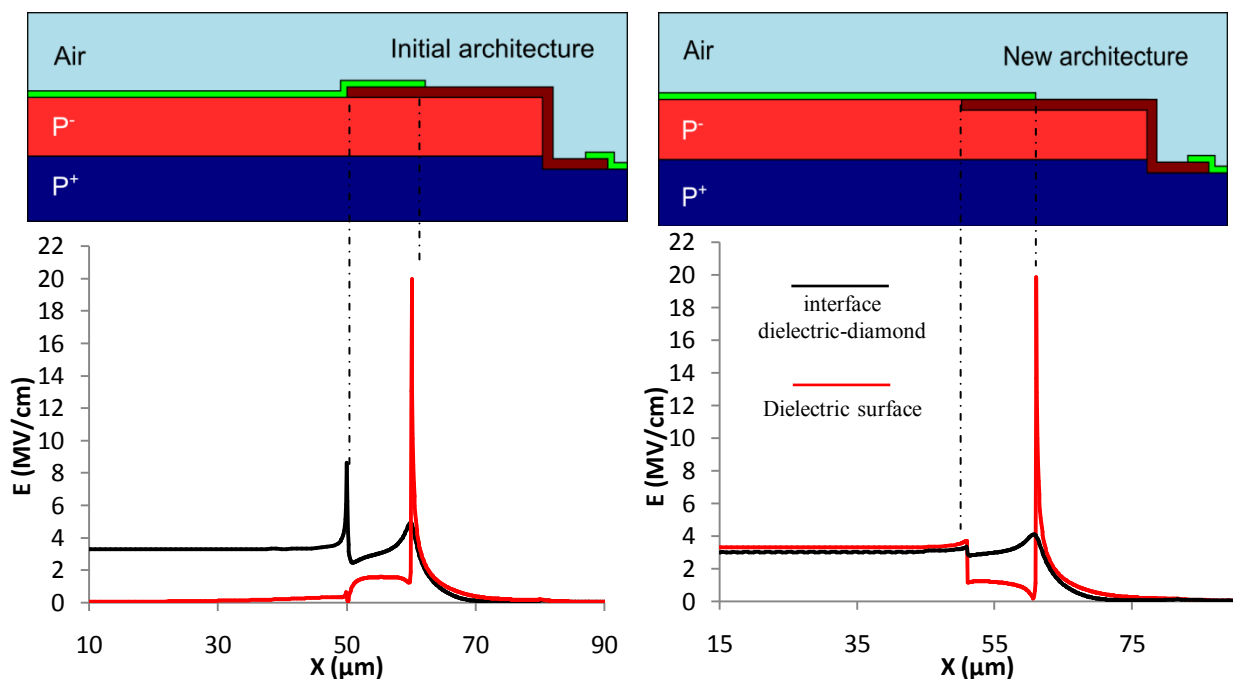 Air
Initial architecture
P-
P+
22
20
18
16
14
12
10
8
6
4
2
0
E (MV/cm)
10
30
50
70
90
X (µm)
Air
New architecture
P-
P+
22
20
18
16
14
12
10
8
6
4
2
0
E (MV/cm)
interface
dielectric-diamond
Dielectric surface
15
35
55
75
X (µm)